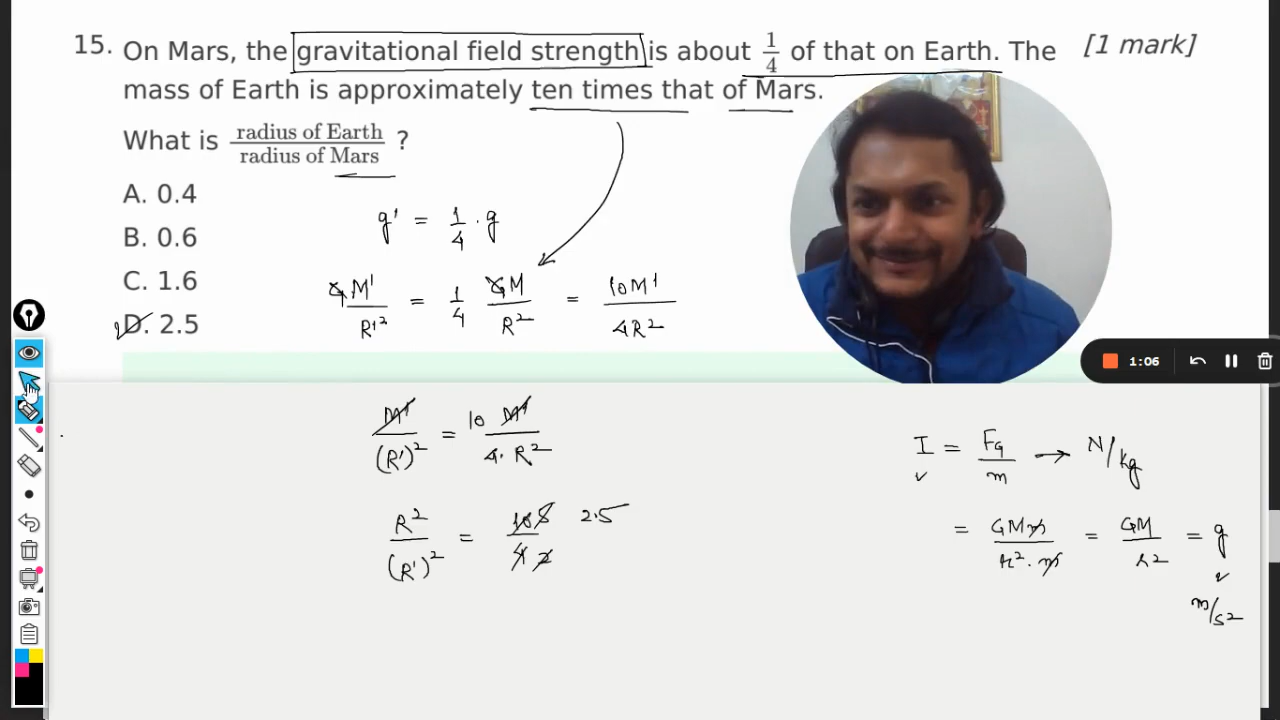 15. On Mars, the gravitational field strength is about 1/4 of that on Earth. The [1 mark]
mass of Earth is approximately ten times that of Mars.
What is radius of Earth / radius of Mars ?
A. 0.4
B. 0.6
C. 1.6
D. 2.5
g' = 1/4 · g
GM'/R'² = 1/4 GM/R² = 10M'/4R²
1:06
M'/(R')² = 10 M'/4·R²
R²/(R')² = 10 5/4 2 2.5
I = F_G/m → N/kg
= GMm/r²·m = GM/r² = g
m/s²